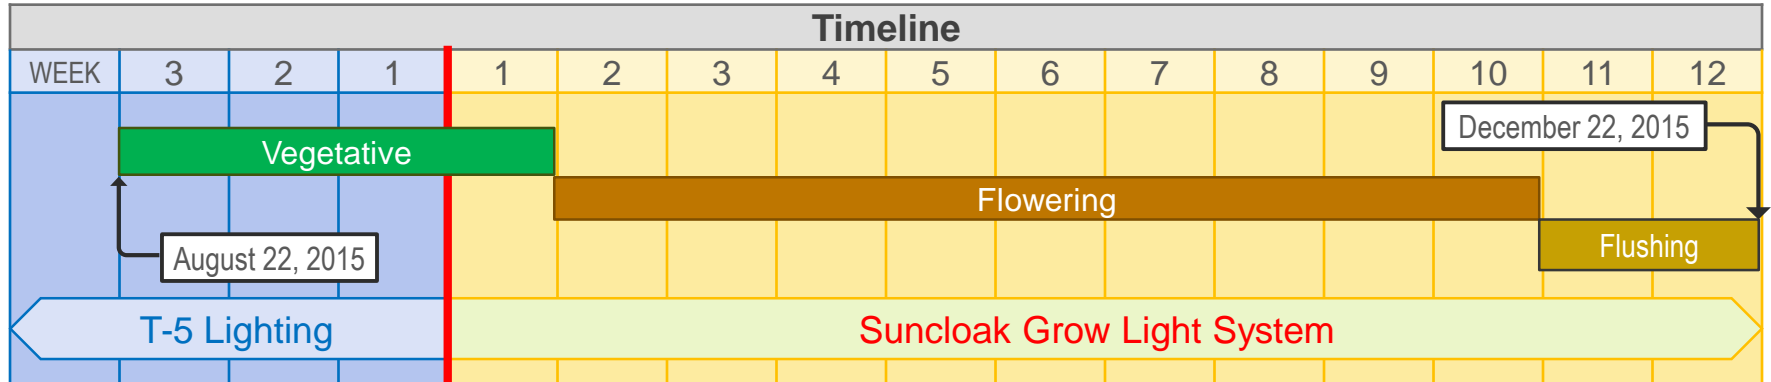 Timeline
WEEK 3 2 1 1 2 3 4 5 6 7 8 9 10 11 12
December 22, 2015
Vegetative
Flowering
August 22, 2015
Flushing
T-5 Lighting
Suncloak Grow Light System